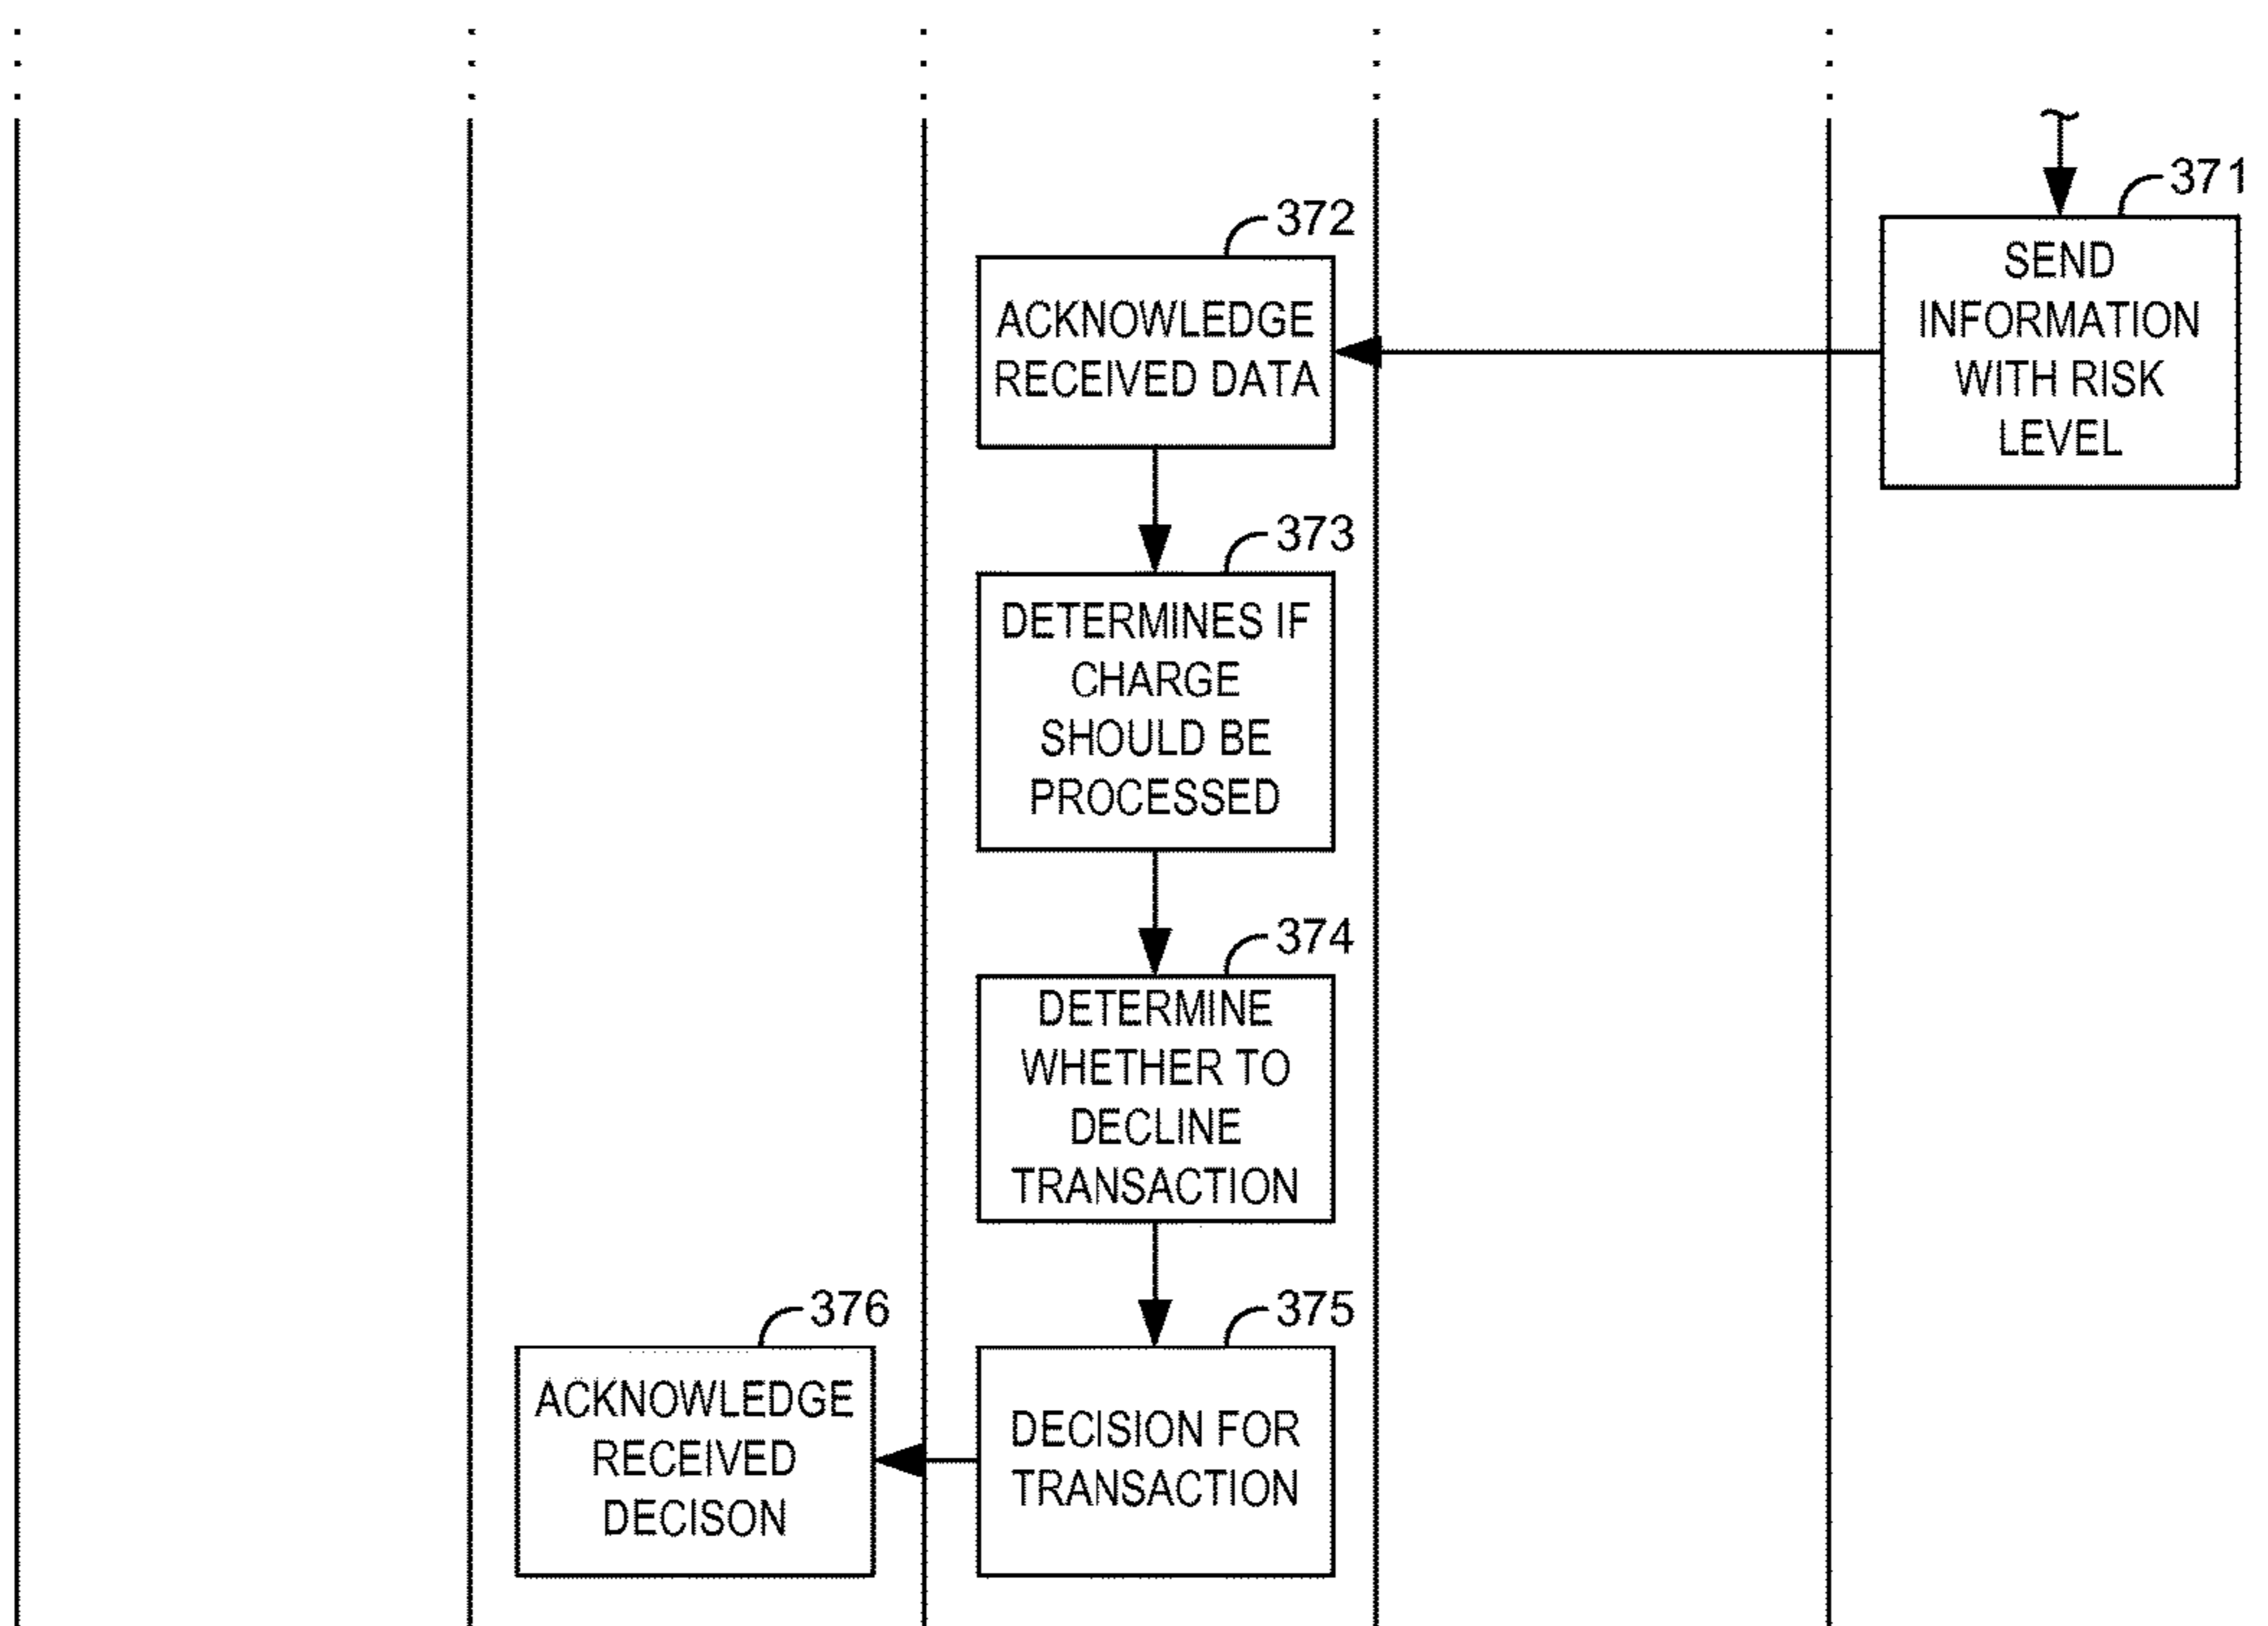 371
SEND
INFORMATION
WITH RISK
LEVEL
372
ACKNOWLEDGE
RECEIVED DATA
373
DETERMINES IF
CHARGE
SHOULD BE
PROCESSED
374
DETERMINE
WHETHER TO
DECLINE
TRANSACTION
375
DECISION FOR
TRANSACTION
376
ACKNOWLEDGE
RECEIVED
DECISON